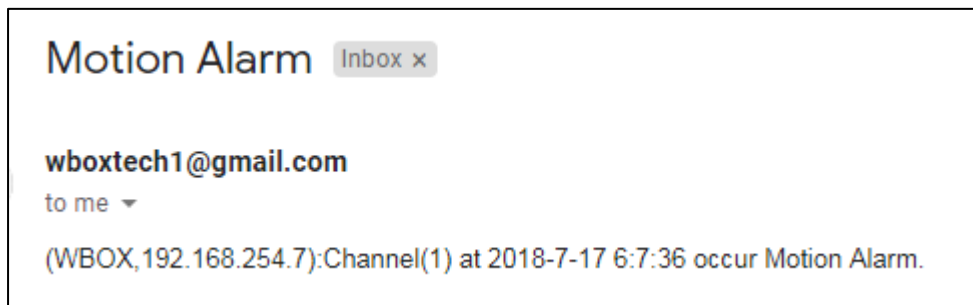 Motion Alarm Inbox x
wboxtech1@gmail.com
to me
(WBOX,192.168.254.7):Channel(1) at 2018-7-17 6:7:36 occur Motion Alarm.